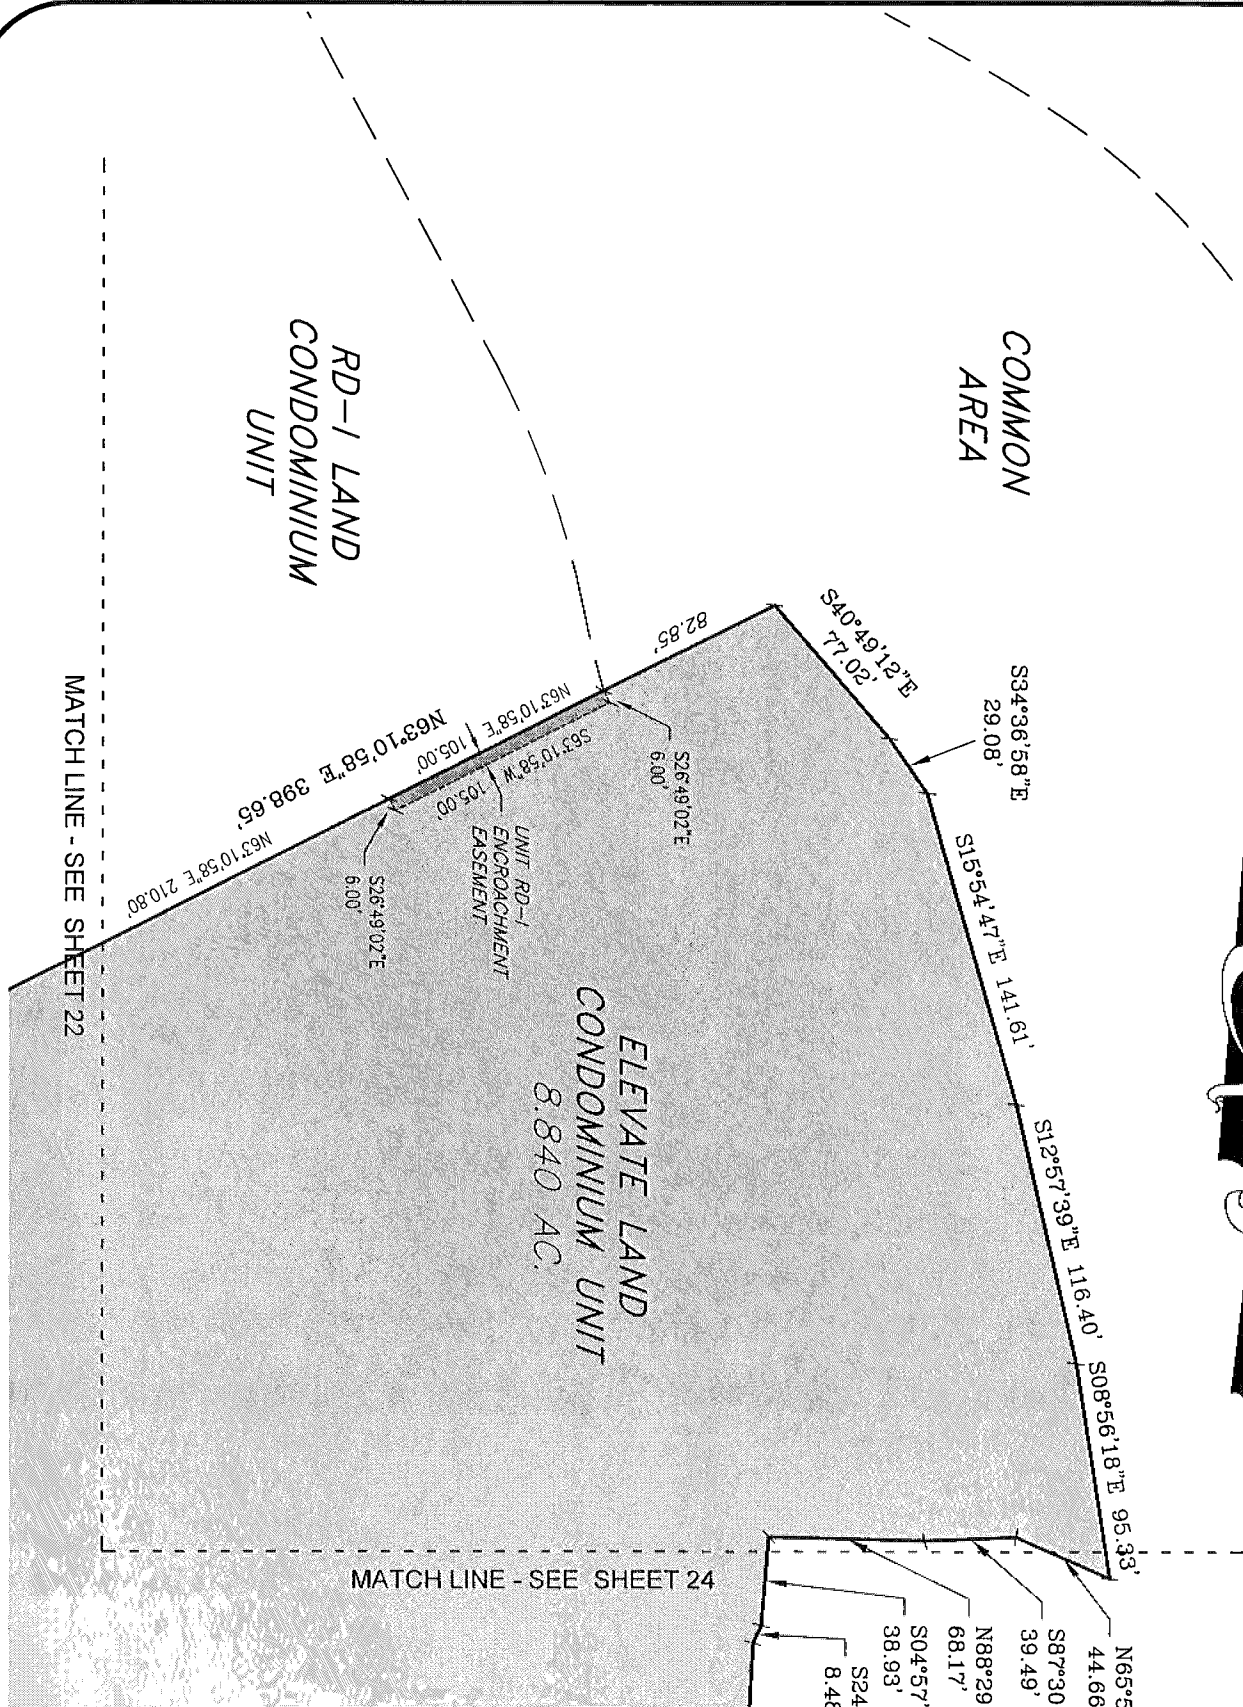 COMMON
AREA
RD-I LAND
CONDOMINIUM
UNIT
S40°49'12"E
77.02'
S34°36'58"E
29.08'
S15°54'47"E 141.61'
S12°57'39"E 116.40'
S08°56'18"E 95.33'
82.85'
N63°10'58"E 105.00'
S63°10'58"W 105.00'
S26°49'02"E
6.00'
S26°49'02"E
6.00'
UNIT RD-I
ENCROACHMENT
EASEMENT
N63°10'58"E 398.65'
N63°10'58"E 210.80'
ELEVATE LAND
CONDOMINIUM UNIT
8.840 AC.
MATCH LINE - SEE SHEET 22
MATCH LINE - SEE SHEET 24
N65°5
44.66
S87°30
39.49'
N88°29
68.17'
S04°57'
38.93'
S24
8.48